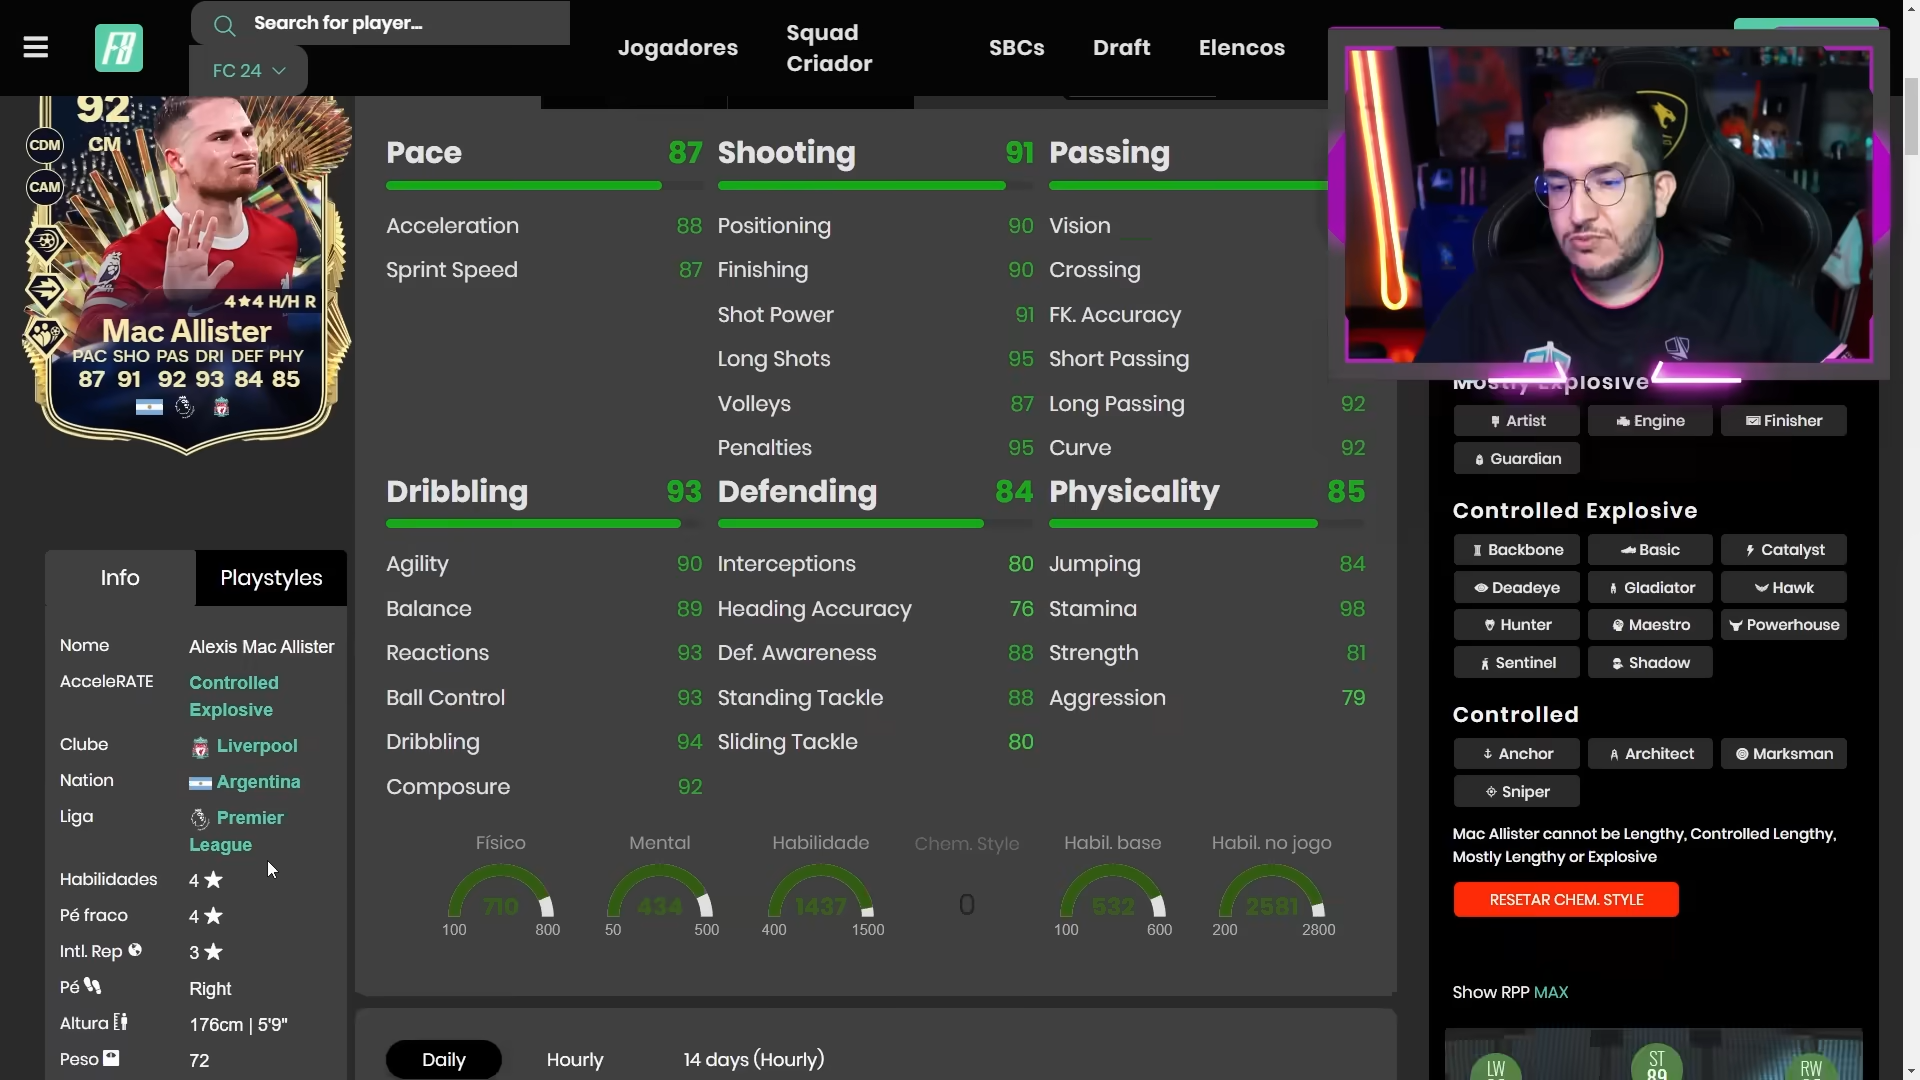 Search for player...
FC 24
Jogadores
Squad
Criador
SBCs
Draft
Elencos
92
CM
CDM
CAM
4★4 H/H R
Mac Allister
PAC SHO PAS DRI DEF PHY
87 91 92 93 84 85
Pace 87
Acceleration 88
Sprint Speed 87
Shooting 91
Positioning 90
Finishing 90
Shot Power 91
Long Shots 95
Volleys 87
Penalties 95
Passing
Vision
Crossing
FK. Accuracy
Short Passing
Long Passing 92
Curve 92
Dribbling 93
Agility 90
Balance 89
Reactions 93
Ball Control 93
Dribbling 94
Composure 92
Defending 84
Interceptions 80
Heading Accuracy 76
Def. Awareness 88
Standing Tackle 88
Sliding Tackle 80
Physicality 85
Jumping 84
Stamina 98
Strength 81
Aggression 79
Físico
710
100 800
Mental
434
50 500
Habilidade
1437
400 1500
Chem. Style
0
Habil. base
532
100 600
Habil. no jogo
2581
200 2800
Info
Playstyles
Nome Alexis Mac Allister
AcceleRATE Controlled
Explosive
Clube Liverpool
Nation Argentina
Liga Premier
League
Habilidades 4 ★
Pé fraco 4 ★
Intl. Rep 3 ★
Pé Right
Altura 176cm | 5'9"
Peso 72
Daily
Hourly
14 days (Hourly)
Mostly Explosive
Artist
Engine
Finisher
Guardian
Controlled Explosive
Backbone
Basic
Catalyst
Deadeye
Gladiator
Hawk
Hunter
Maestro
Powerhouse
Sentinel
Shadow
Controlled
Anchor
Architect
Marksman
Sniper
Mac Allister cannot be Lengthy, Controlled Lengthy,
Mostly Lengthy or Explosive
RESETAR CHEM. STYLE
Show RPP MAX
LW
ST
89
RW